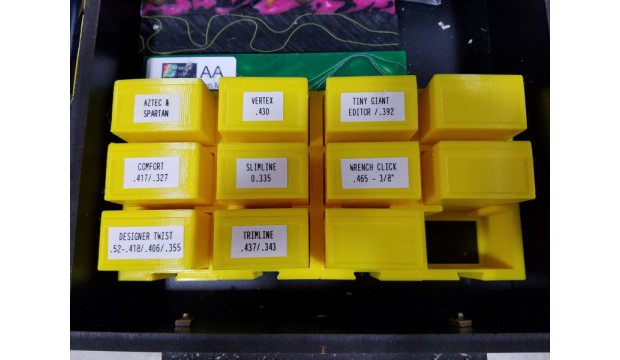 AA
AZTEC &
SPARTAN
VERTEX
.430
TINY GIANT
EDITOR /.392
COMFORT
.417/.327
SLIMLINE
0.335
WRENCH CLICK
.465 - 3/8"
DESIGNER TWIST
.52-.418/.406/.355
TRIMLINE
.437/.343